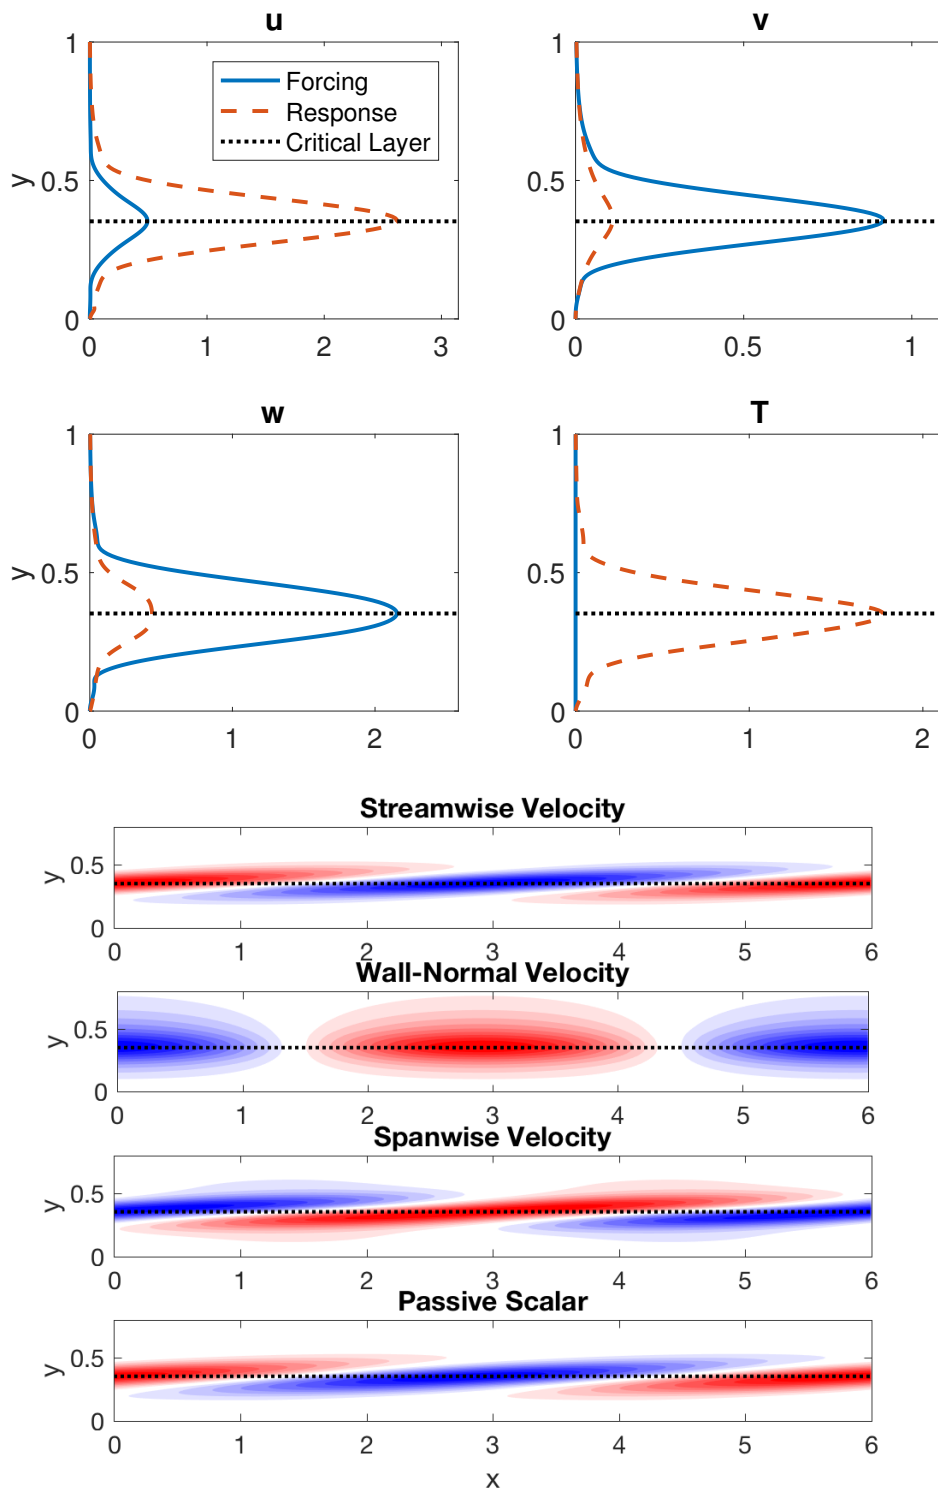 u
v
1
0.5
0
y
0 1 2 3
Forcing
Response
Critical Layer
1
0.5
0
0 0.5 1
w
T
1
0.5
0
y
0 1 2
1
0.5
0
0 1 2
Streamwise Velocity
y
0.5
0
0 1 2 3 4 5 6
Wall-Normal Velocity
y
0.5
0
0 1 2 3 4 5 6
Spanwise Velocity
y
0.5
0
0 1 2 3 4 5 6
Passive Scalar
y
0.5
0
0 1 2 3 4 5 6
x